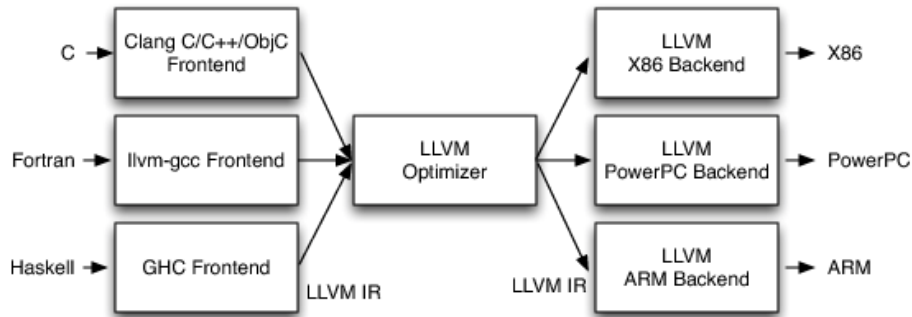 C
Clang C/C++/ObjC
Frontend
LLVM
X86 Backend
X86
Fortran
llvm-gcc Frontend
LLVM
Optimizer
LLVM
PowerPC Backend
PowerPC
Haskell
GHC Frontend
LLVM IR
LLVM IR
LLVM
ARM Backend
ARM